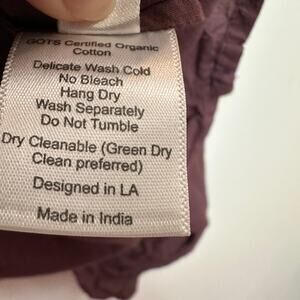 GOTS Certified Organic
Cotton
Delicate Wash Cold
No Bleach
Hang Dry
Wash Separately
Do Not Tumble
Dry Cleanable (Green Dry
Clean preferred)
Designed in LA
Made in India